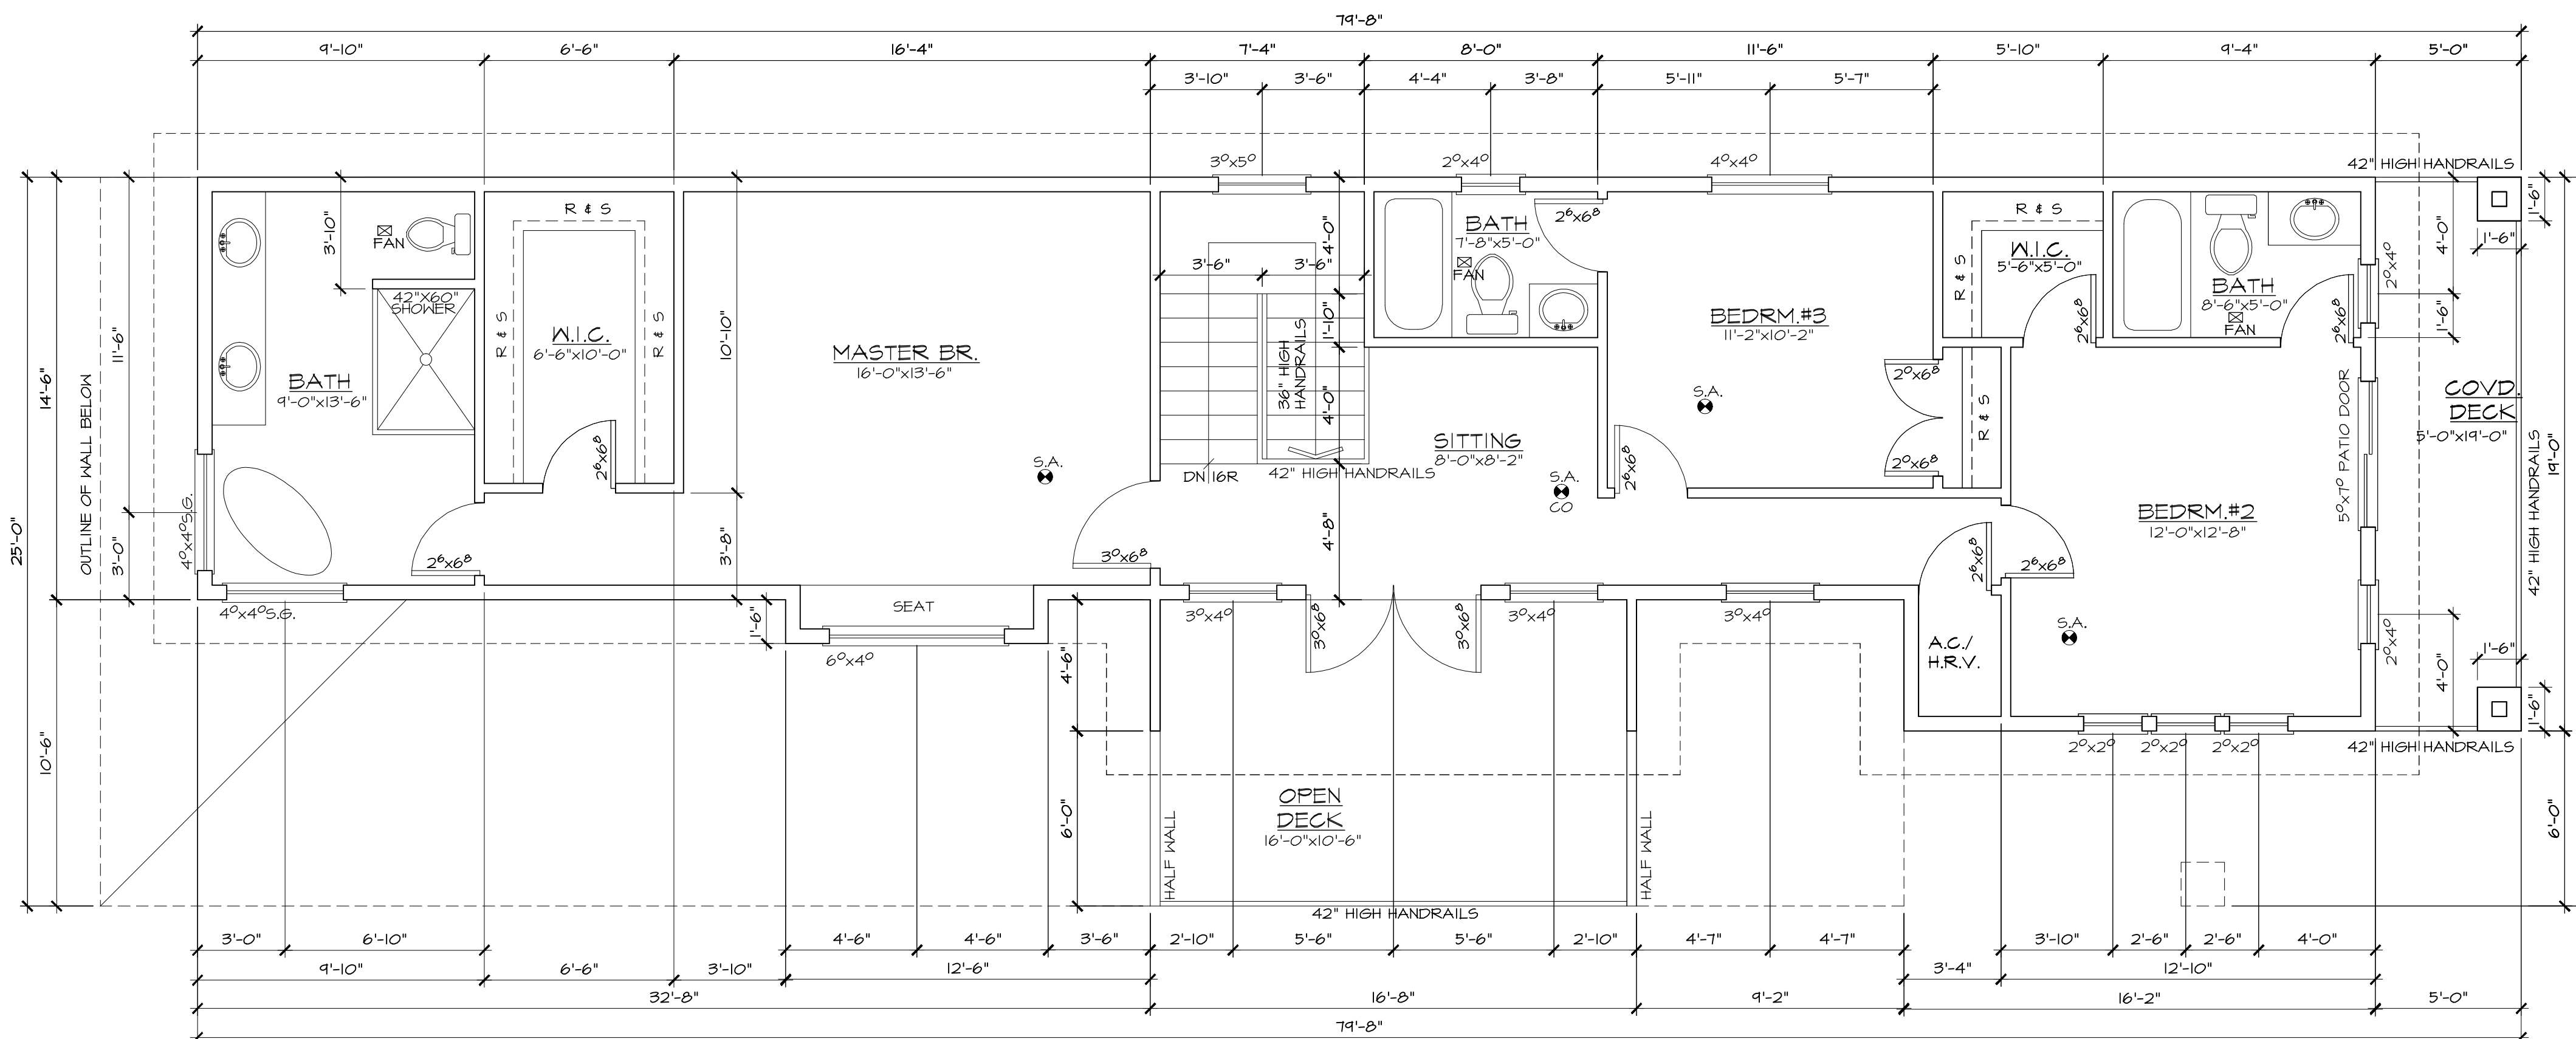 79'-8"
9'-10" 6'-6" 16'-4" 7'-4" 8'-0" 11'-6" 5'-10" 9'-4" 5'-0"
3'-10" 3'-6" 4'-4" 3'-8" 5'-11" 5'-7"
3⁰x5⁰ 2⁰x4⁰ 4⁰x4⁰ 42" HIGH HANDRAILS
25'-0"
14'-6"
10'-6"
OUTLINE OF WALL BELOW
11'-6"
3'-0"
4⁰x4⁰S.G.
3'-10"
FAN
42"X60"
SHOWER
BATH
9'-0"x13'-6"
2⁶x6⁸
4⁰x4⁰S.G.
R & S
R & S
R & S
W.I.C.
6'-6"x10'-0"
2⁶x6⁸
10'-10"
3'-8"
1'-6"
MASTER BR.
16'-0"x13'-6"
S.A.
3⁰x6⁸
SEAT
6⁰x4⁰
3'-6" 3'-6"
4'-0"
1'-10"
4'-0"
4'-8"
36" HIGH
HANDRAILS
DN 16R
42" HIGH HANDRAILS
BATH
7'-8"x5'-0"
FAN
2⁶x6⁸
SITTING
8'-0"x8'-2"
S.A.
CO
BEDRM.#3
11'-2"x10'-2"
S.A.
2⁶x6⁸
2⁰x6⁸
2⁰x6⁸
R & S
R & S
R & S
W.I.C.
5'-6"x5'-0"
2⁶x6⁸
BATH
8'-6"x5'-0"
FAN
2⁶x6⁸
2⁰x4⁰
5⁰x7⁰ PATIO DOOR
BEDRM.#2
12'-0"x12'-8"
2⁶x6⁸
2⁶x6⁸
S.A.
A.C./
H.R.V.
2⁰x4⁰
COVD.
DECK
5'-0"x19'-0"
42" HIGH HANDRAILS
4'-0"
1'-6"
1'-6"
1'-6"
19'-0"
1'-6"
4'-0"
1'-6"
6'-0"
3⁰x4⁰ 3⁰x6⁸ 3⁰x6⁸ 3⁰x4⁰ 3⁰x4⁰
2⁰x2⁰ 2⁰x2⁰ 2⁰x2⁰ 42" HIGH HANDRAILS
4'-6"
6'-0"
HALF WALL
OPEN
DECK
16'-0"x10'-6"
HALF WALL
42" HIGH HANDRAILS
3'-0" 6'-10" 4'-6" 4'-6" 3'-6" 2'-10" 5'-6" 5'-6" 2'-10" 4'-7" 4'-7" 3'-10" 2'-6" 2'-6" 4'-0"
9'-10" 6'-6" 3'-10" 12'-6" 3'-4" 12'-10"
32'-8" 16'-8" 9'-2" 16'-2" 5'-0"
79'-8"